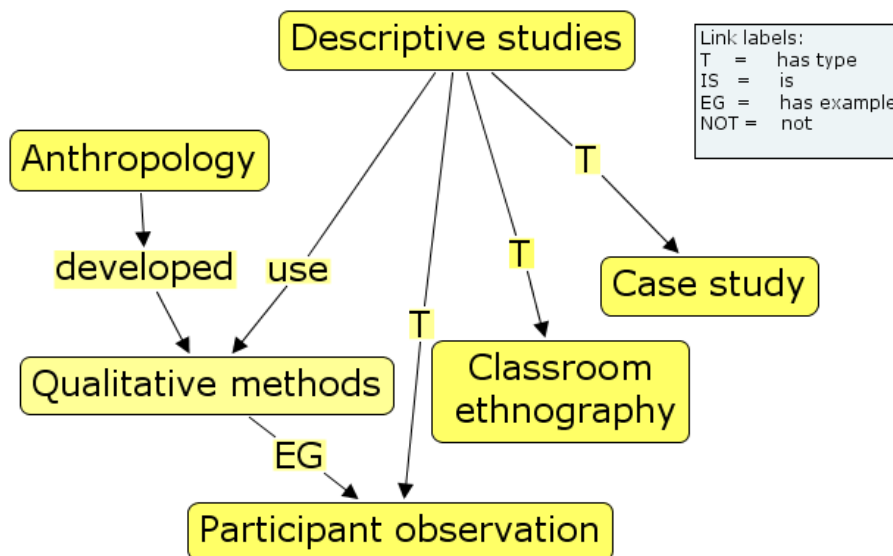 Descriptive studies
Link labels:
T = has type
IS = is
EG = has example
NOT = not
Anthropology
T
developed
use
T
Case study
T
Qualitative methods
Classroom
ethnography
EG
Participant observation